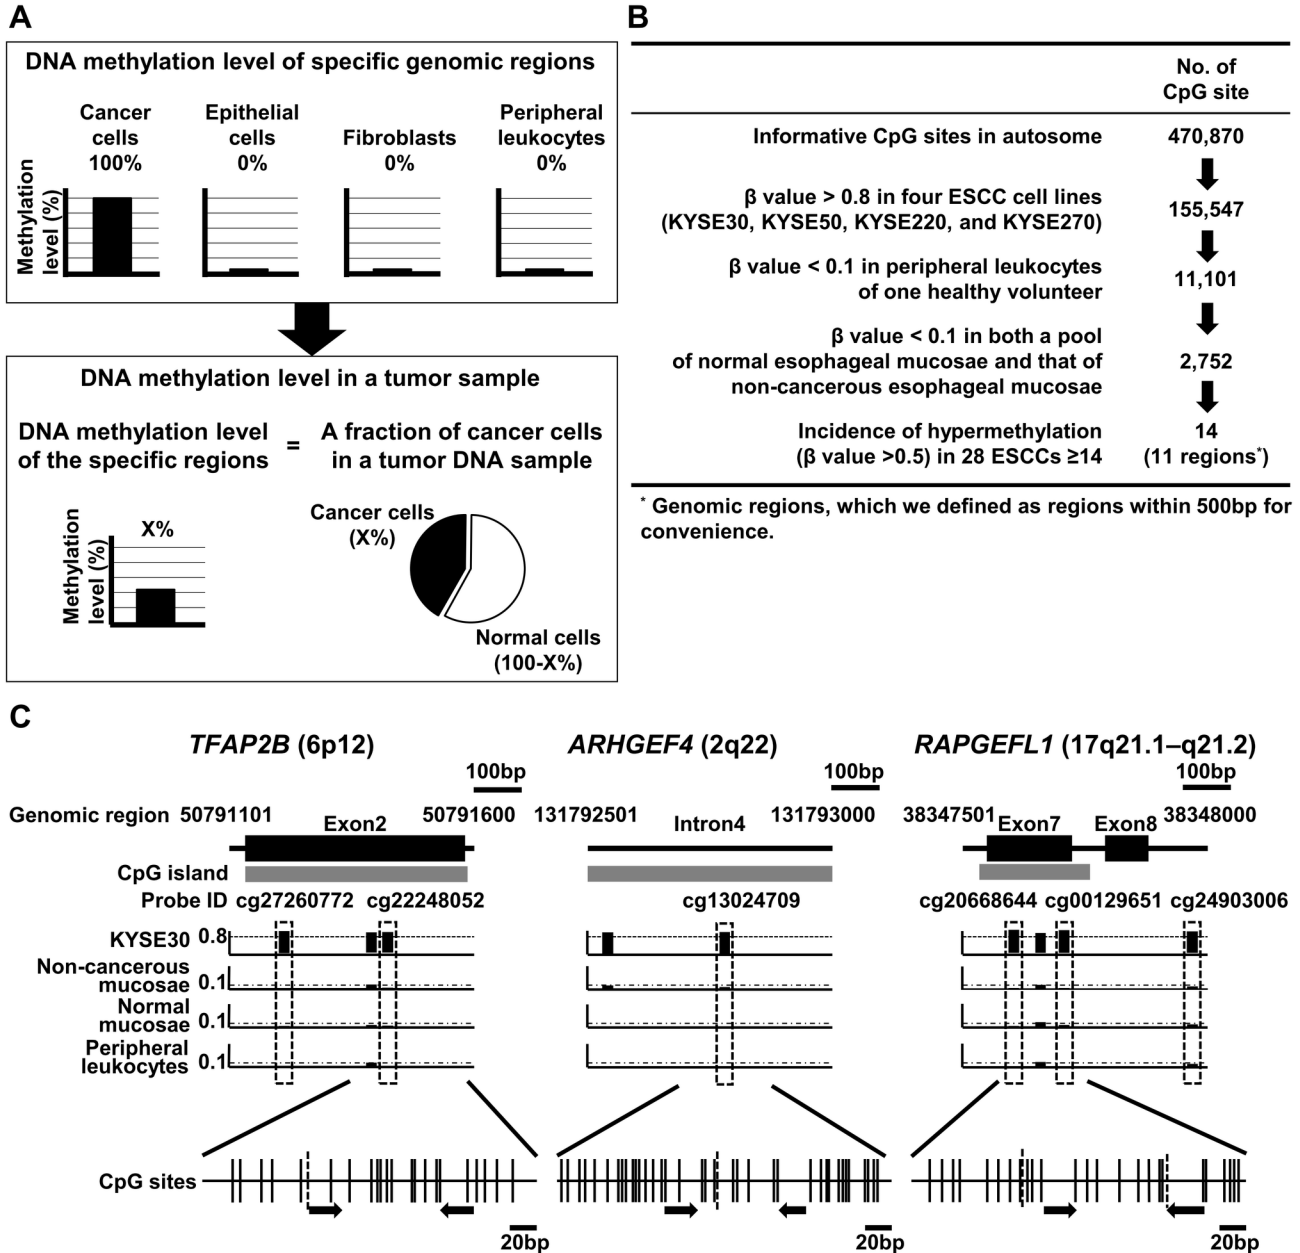 A
DNA methylation level of specific genomic regions
Cancer
cells
100%
Epithelial
cells
0%
Fibroblasts
0%
Peripheral
leukocytes
0%
Methylation
level (%)
DNA methylation level in a tumor sample
DNA methylation level
of the specific regions
=
A fraction of cancer cells
in a tumor DNA sample
X%
Methylation
level (%)
Cancer cells
(X%)
Normal cells
(100-X%)
B
No. of
CpG site
Informative CpG sites in autosome 470,870
β value > 0.8 in four ESCC cell lines
(KYSE30, KYSE50, KYSE220, and KYSE270)
155,547
β value < 0.1 in peripheral leukocytes
of one healthy volunteer
11,101
β value < 0.1 in both a pool
of normal esophageal mucosae and that of
non-cancerous esophageal mucosae
2,752
Incidence of hypermethylation
(β value >0.5) in 28 ESCCs ≥14
14
(11 regions*)
* Genomic regions, which we defined as regions within 500bp for
convenience.
C
TFAP2B (6p12)
ARHGEF4 (2q22)
RAPGEFL1 (17q21.1–q21.2)
100bp
100bp
100bp
Genomic region 50791101 50791600 131792501 131793000 38347501 38348000
Exon2
Intron4
Exon7
Exon8
CpG island
Probe ID cg27260772 cg22248052 cg13024709 cg20668644 cg00129651 cg24903006
KYSE30 0.8
Non-cancerous
mucosae 0.1
Normal
mucosae 0.1
Peripheral
leukocytes 0.1
CpG sites
20bp
20bp
20bp